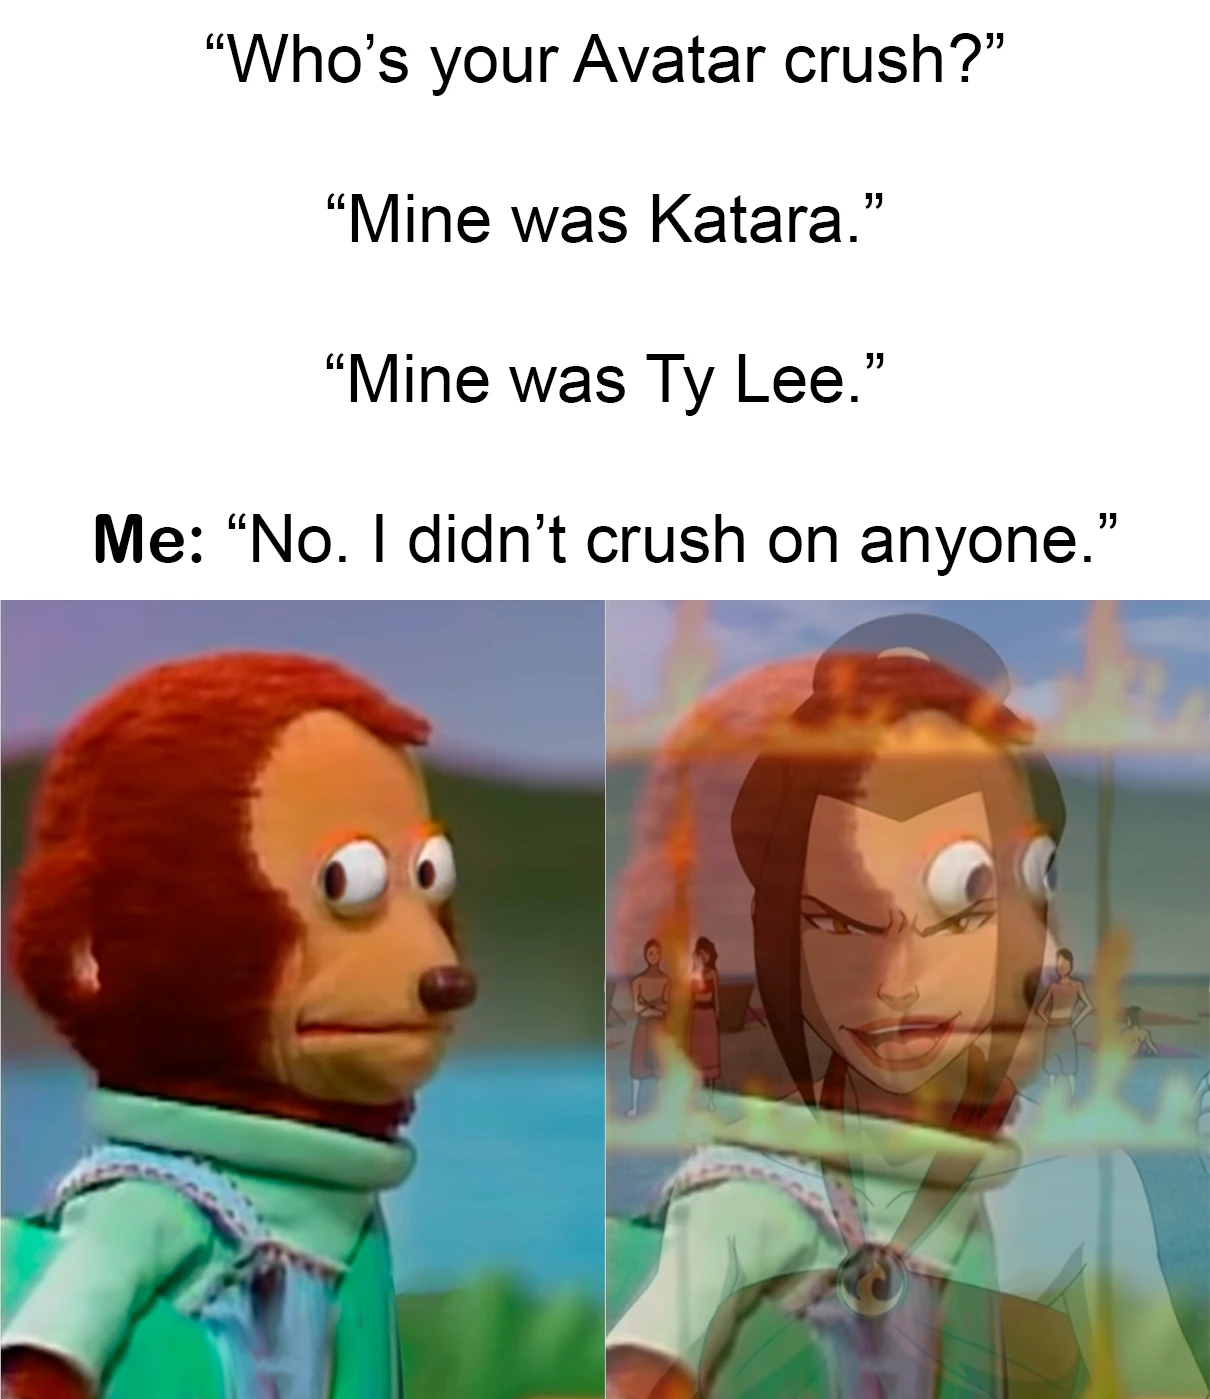 “Who’s your Avatar crush?”
“Mine was Katara.”
“Mine was Ty Lee.”
Me: “No. I didn’t crush on anyone.”